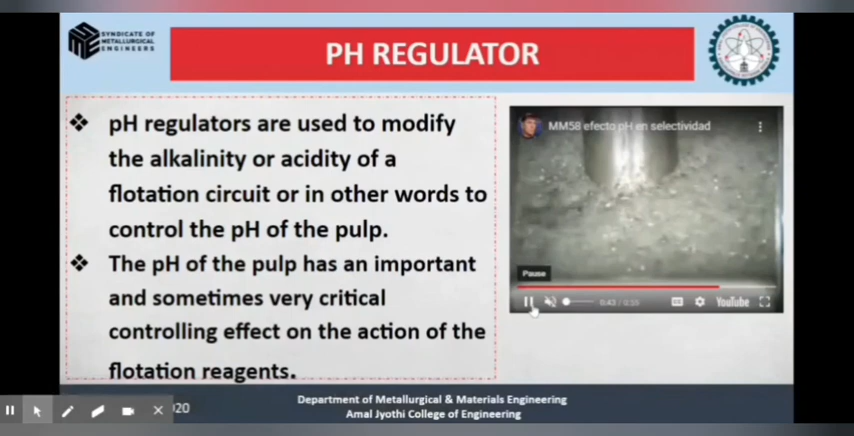 SYNDICATE OF
METALLURGICAL
ENGINEERS
PH REGULATOR
pH regulators are used to modify
the alkalinity or acidity of a
flotation circuit or in other words to
control the pH of the pulp.
The pH of the pulp has an important
and sometimes very critical
controlling effect on the action of the
flotation reagents.
MM58 efecto pH en selectividad
Pause
0:43 / 0:55
CC
YouTube
20
Department of Metallurgical & Materials Engineering
Amal Jyothi College of Engineering